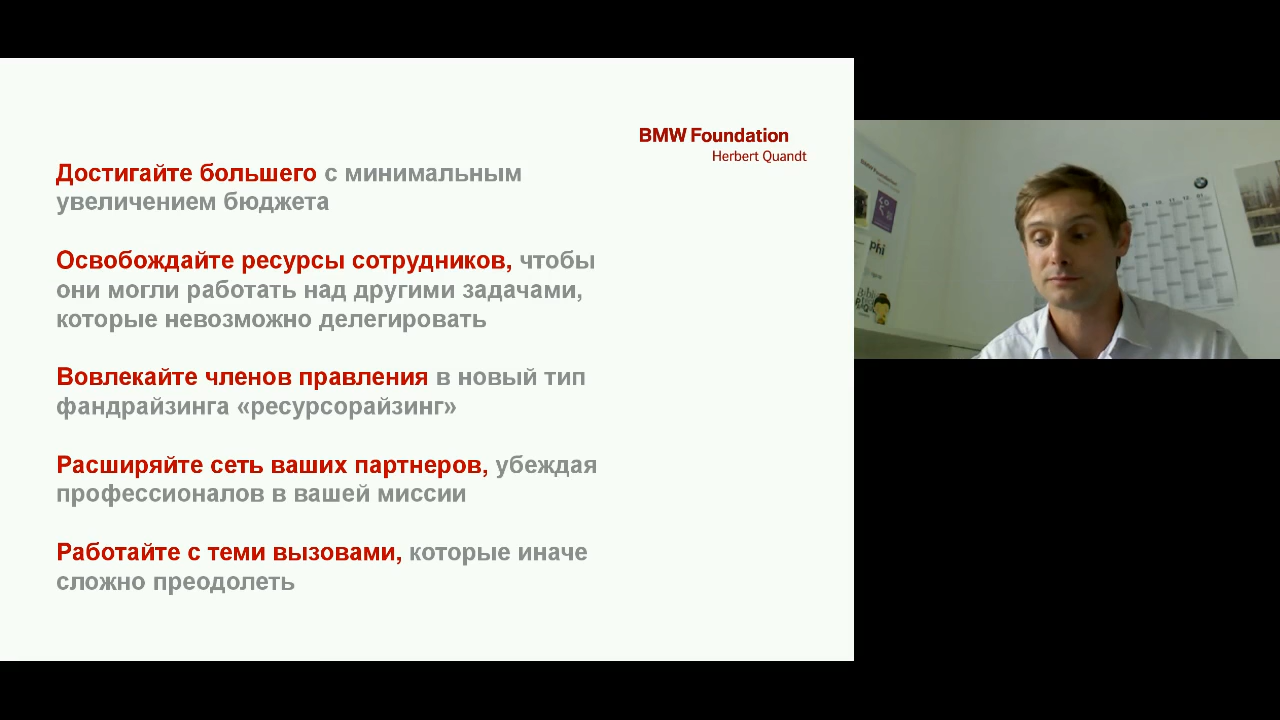 BMW Foundation
Herbert Quandt
Достигайте большего с минимальным
увеличением бюджета
Освобождайте ресурсы сотрудников, чтобы
они могли работать над другими задачами,
которые невозможно делегировать
Вовлекайте членов правления в новый тип
фандрайзинга «ресурсорайзинг»
Расширяйте сеть ваших партнеров, убеждая
профессионалов в вашей миссии
Работайте с теми вызовами, которые иначе
сложно преодолеть
phi